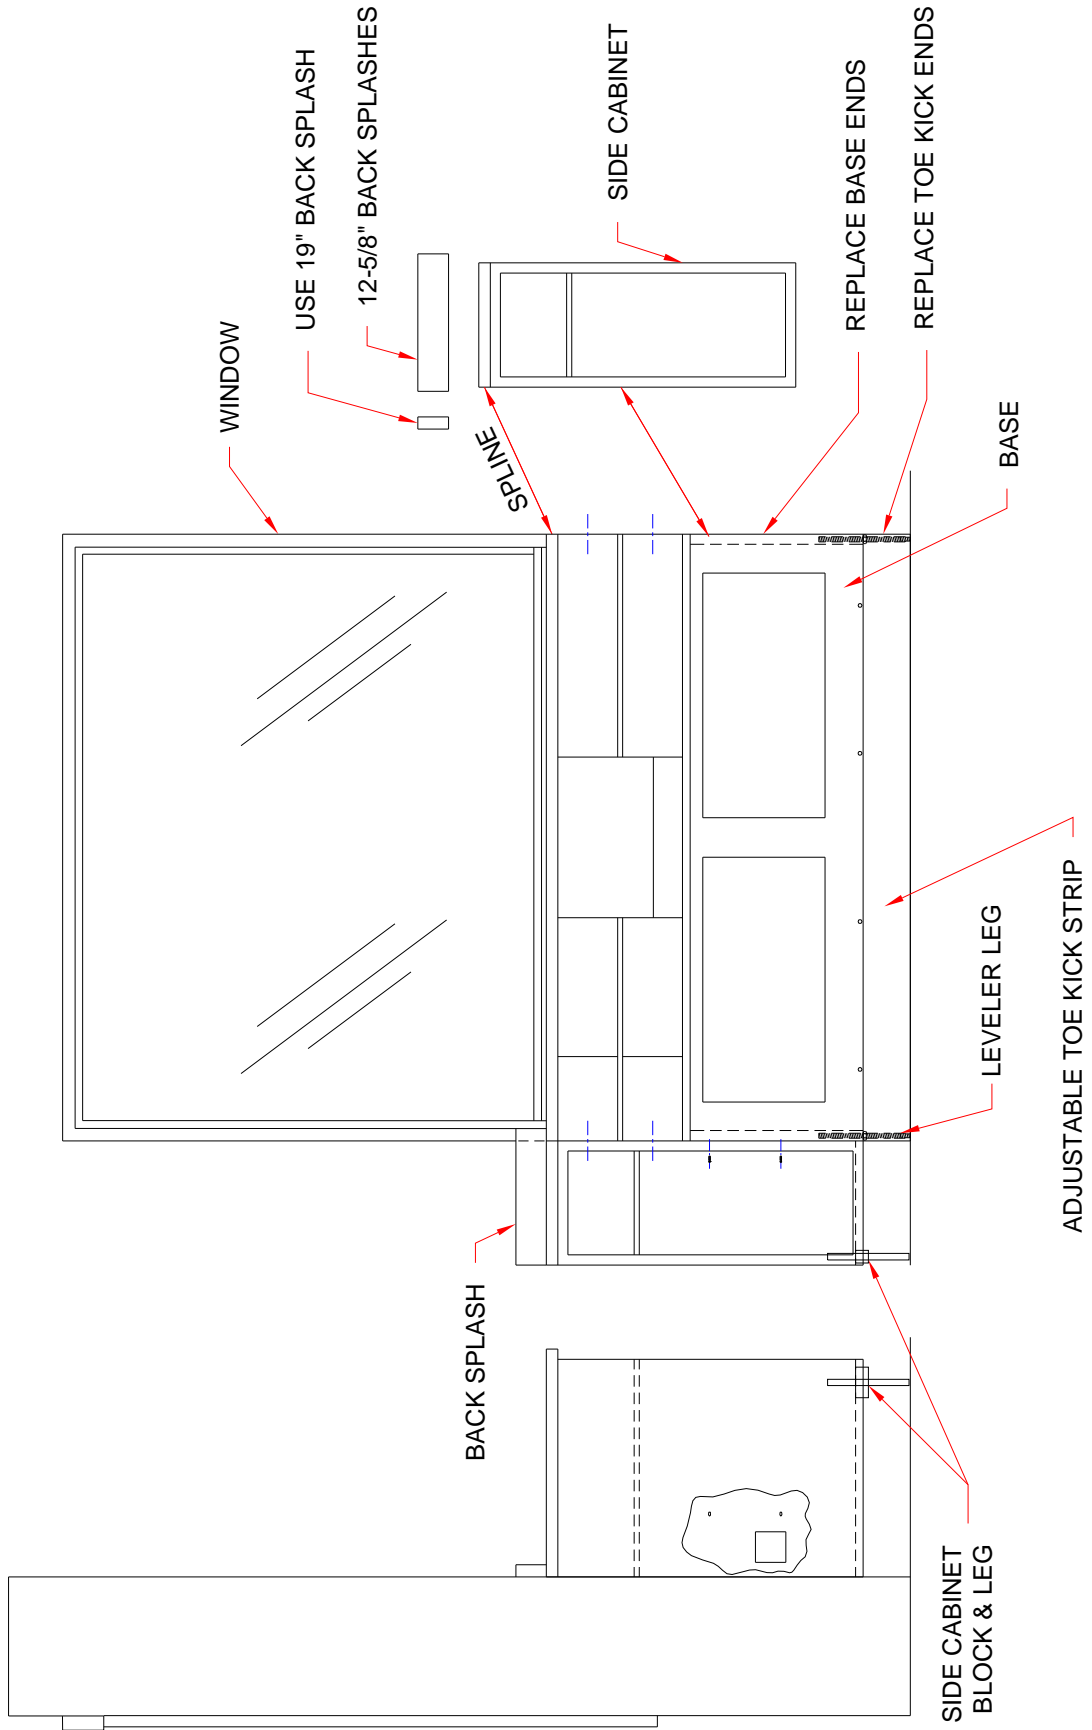 WINDOW
USE 19" BACK SPLASH
12-5/8" BACK SPLASHES
SIDE CABINET
SPLINE
REPLACE BASE ENDS
REPLACE TOE KICK ENDS
BASE
BACK SPLASH
LEVELER LEG
ADJUSTABLE TOE KICK STRIP
SIDE CABINET
BLOCK & LEG